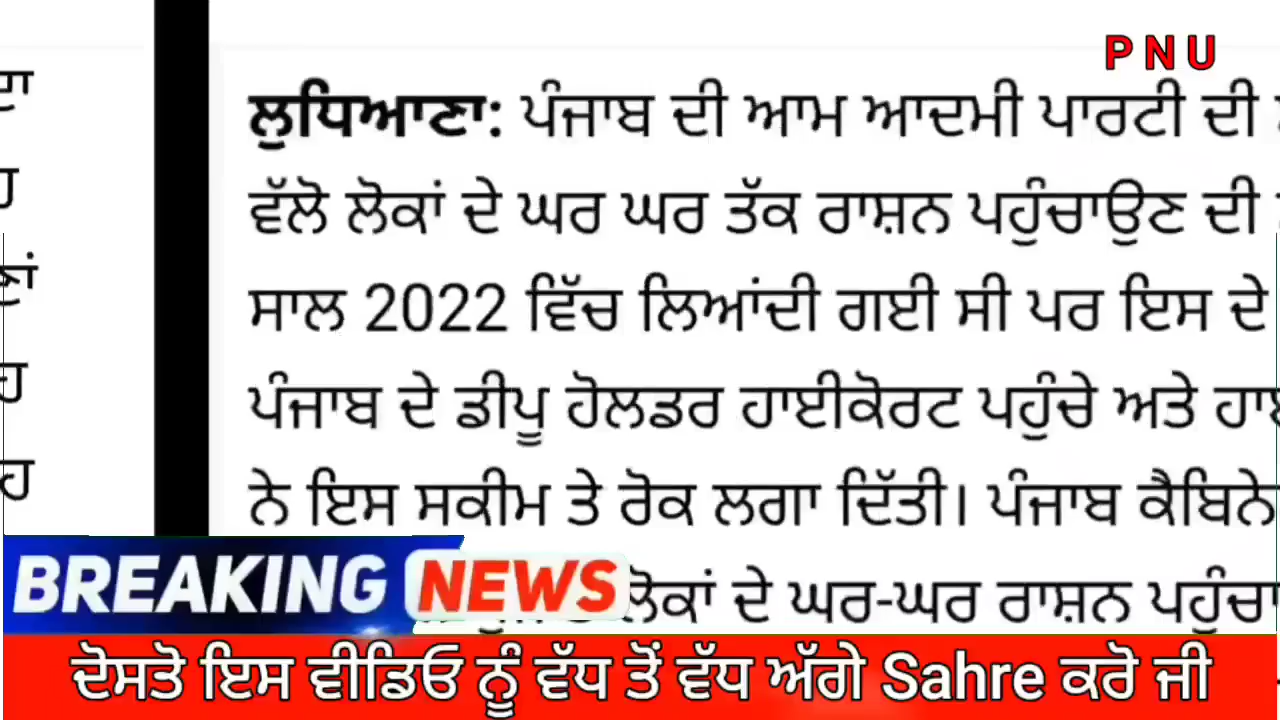 PNU
ਲੁਧਿਆਣਾ: ਪੰਜਾਬ ਦੀ ਆਮ ਆਦਮੀ ਪਾਰਟੀ ਦੀ
ਵੱਲੋ ਲੋਕਾਂ ਦੇ ਘਰ ਘਰ ਤੱਕ ਰਾਸ਼ਨ ਪਹੁੰਚਾਉਣ ਦੀ
ਸਾਲ 2022 ਵਿੱਚ ਲਿਆਂਦੀ ਗਈ ਸੀ ਪਰ ਇਸ ਦੇ
ਪੰਜਾਬ ਦੇ ਡੀਪੂ ਹੋਲਡਰ ਹਾਈਕੋਰਟ ਪਹੁੰਚੇ ਅਤੇ
ਨੇ ਇਸ ਸਕੀਮ ਤੇ ਰੋਕ ਲਗਾ ਦਿੱਤੀ। ਪੰਜਾਬ
ਲੋਕਾਂ ਦੇ ਘਰ-ਘਰ ਰਾਸ਼ਨ
BREAKING NEWS
ਦੋਸਤੋ ਇਸ ਵੀਡਿਓ ਨੂੰ ਵੱਧ ਤੋਂ ਵੱਧ ਅੱਗੇ Sahre ਕਰੋ ਜੀ